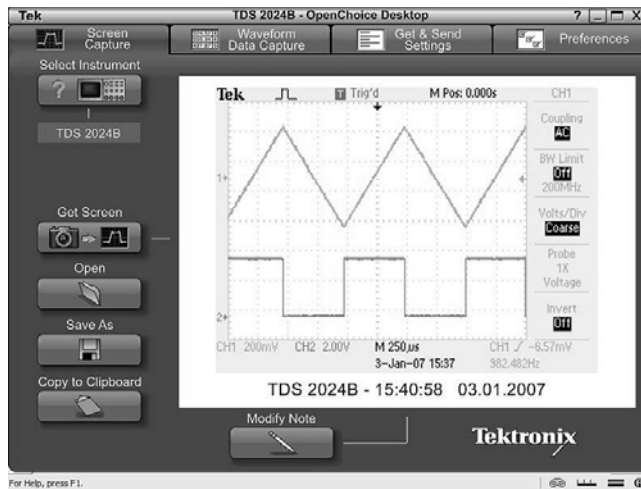 Tek
TDS 2024B - OpenChoice Desktop
Screen Capture
Waveform Data Capture
Get & Send Settings
Preferences
Select Instrument
TDS 2024B
Get Screen
Open
Save As
Copy to Clipboard
Tek
T Trig'd
M Pos: 0.000s
CH1
Coupling
AC
BW Limit
Off
200MHz
Volts/Div
Coarse
Probe
1X
Voltage
Invert
Off
1
2
CH1 200mV
CH2 2.00V
M 250µs
CH1 -6.57mV
3-Jan-07 15:37
982.482Hz
TDS 2024B - 15:40:58 03.01.2007
Modify Note
Tektronix
For Help, press F1.